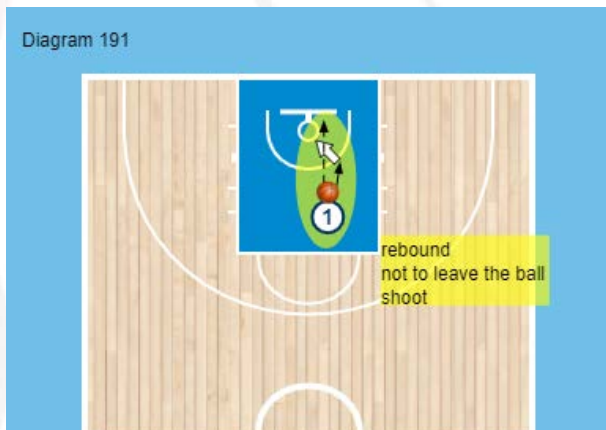 Diagram 191
1
rebound
not to leave the ball
shoot